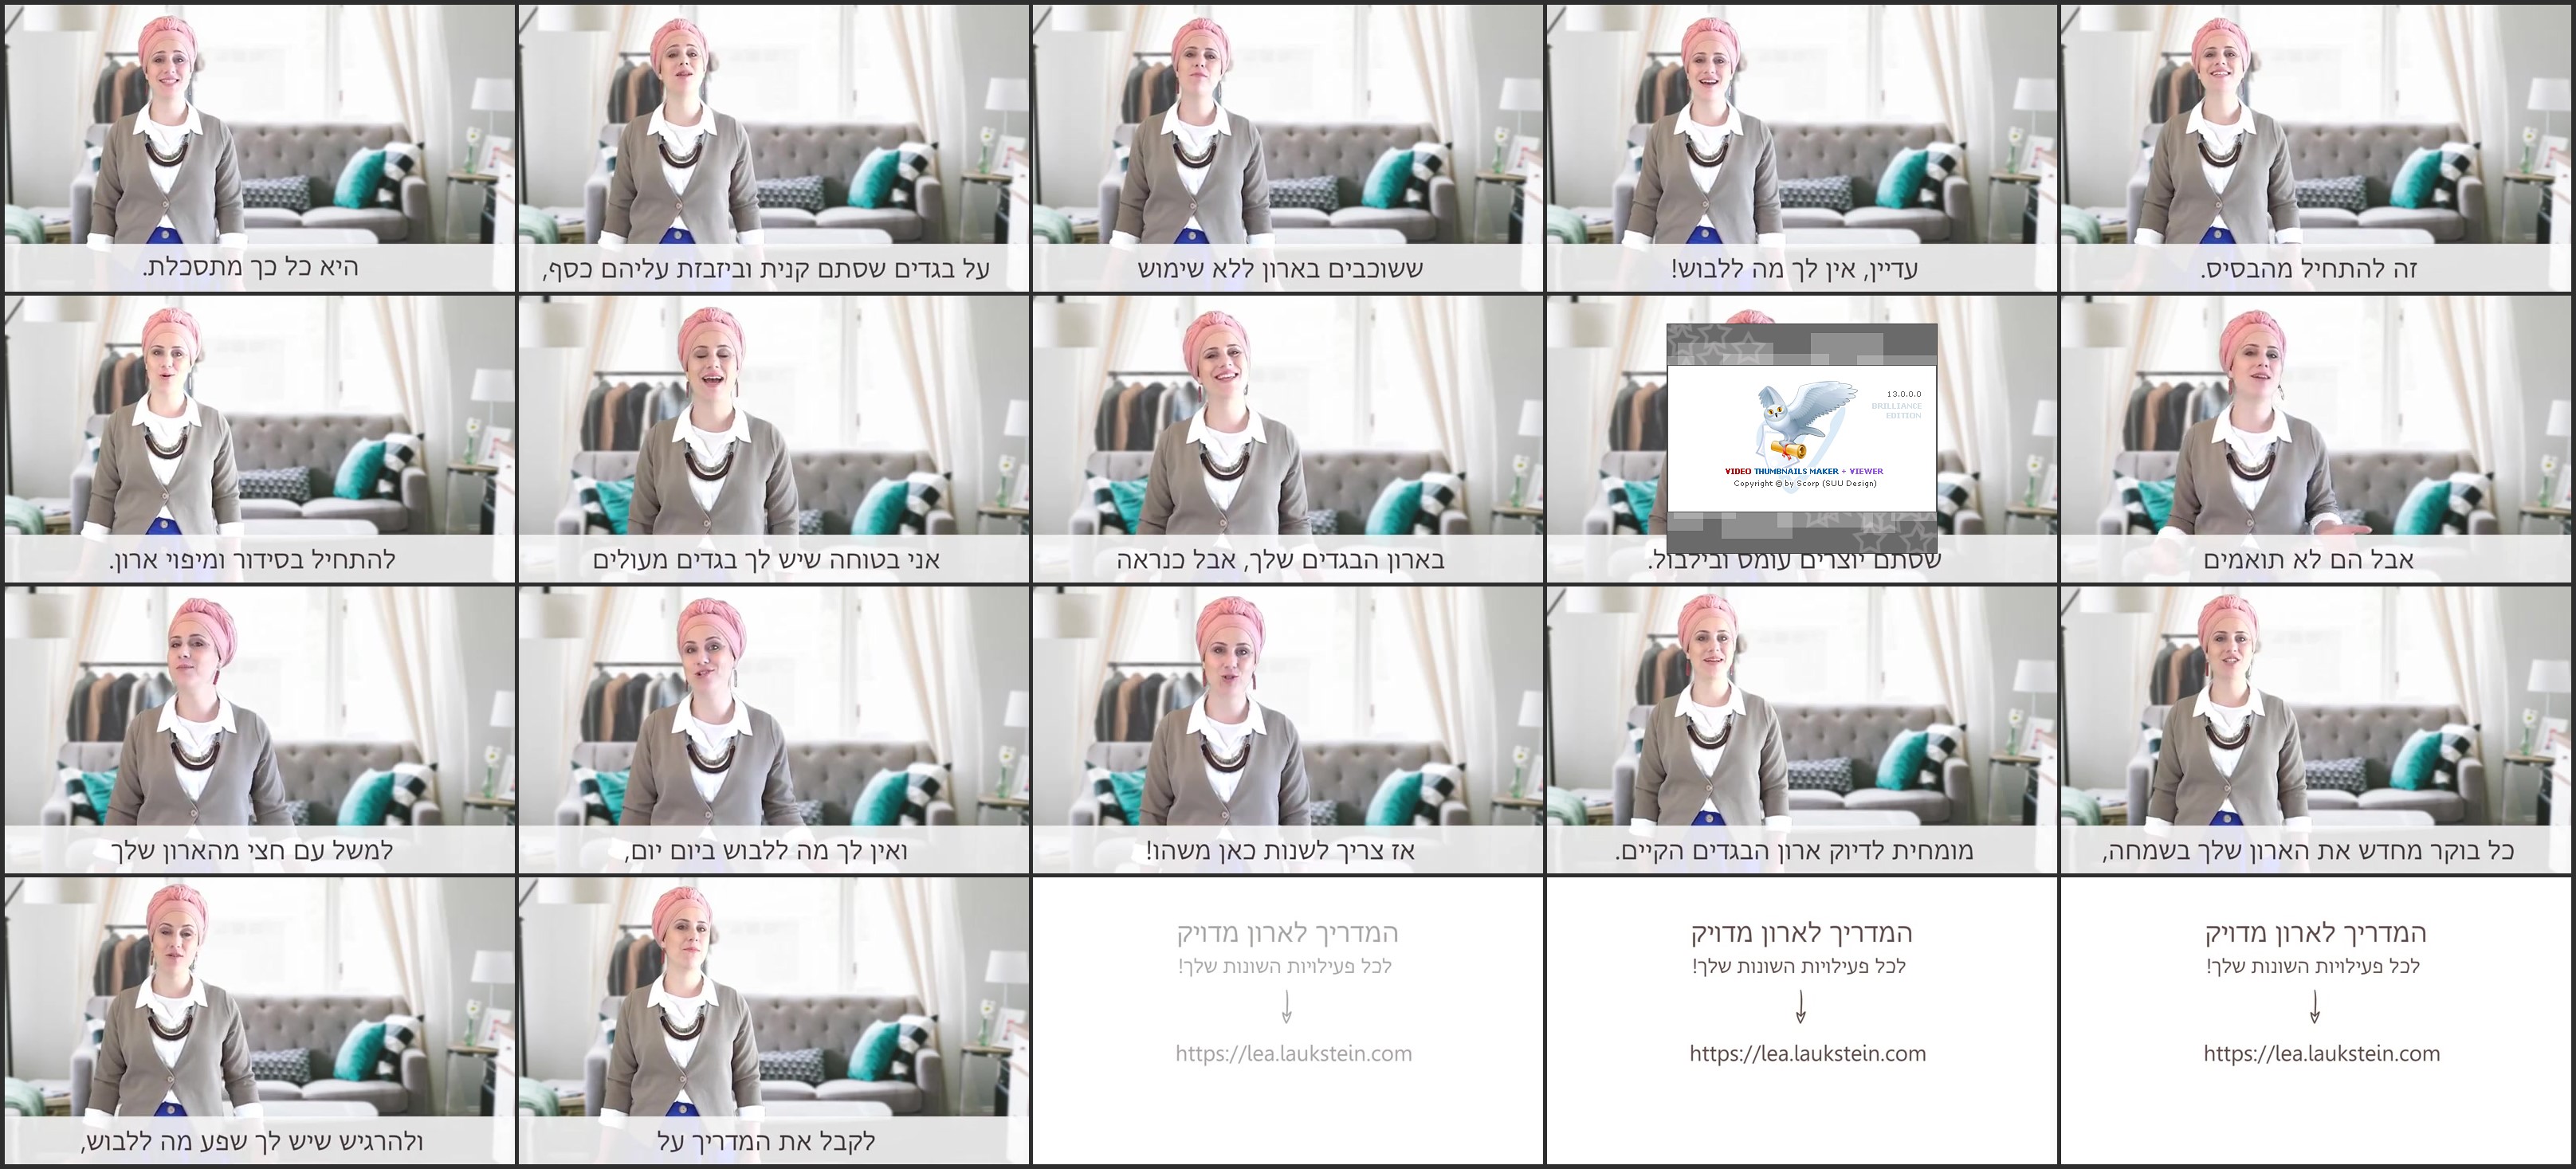 היא כל כך מתסכלת.
על בגדים שסתם קנית וביזבזת עליהם כסף,
ששוכבים בארון ללא שימוש
עדיין, אין לך מה ללבוש!
זה להתחיל מהבסיס.
להתחיל בסידור ומיפוי ארון.
אני בטוחה שיש לך בגדים מעולים
בארון הבגדים שלך, אבל כנראה
13.0.0.0
BRILLIANCE
EDITION
VIDEO THUMBNAILS MAKER + VIEWER
Copyright © by Scorp (SUU Design)
שסתם יוצרים עומס ובילבול.
אבל הם לא תואמים
למשל עם חצי מהארון שלך
ואין לך מה ללבוש ביום יום,
אז צריך לשנות כאן משהו!
מומחית לדיוק ארון הבגדים הקיים.
כל בוקר מחדש את הארון שלך בשמחה,
ולהרגיש שיש לך שפע מה ללבוש,
לקבל את המדריך על
המדריך לארון מדויק
לכל פעילויות השונות שלך!
https://lea.laukstein.com
המדריך לארון מדויק
לכל פעילויות השונות שלך!
https://lea.laukstein.com
המדריך לארון מדויק
לכל פעילויות השונות שלך!
https://lea.laukstein.com